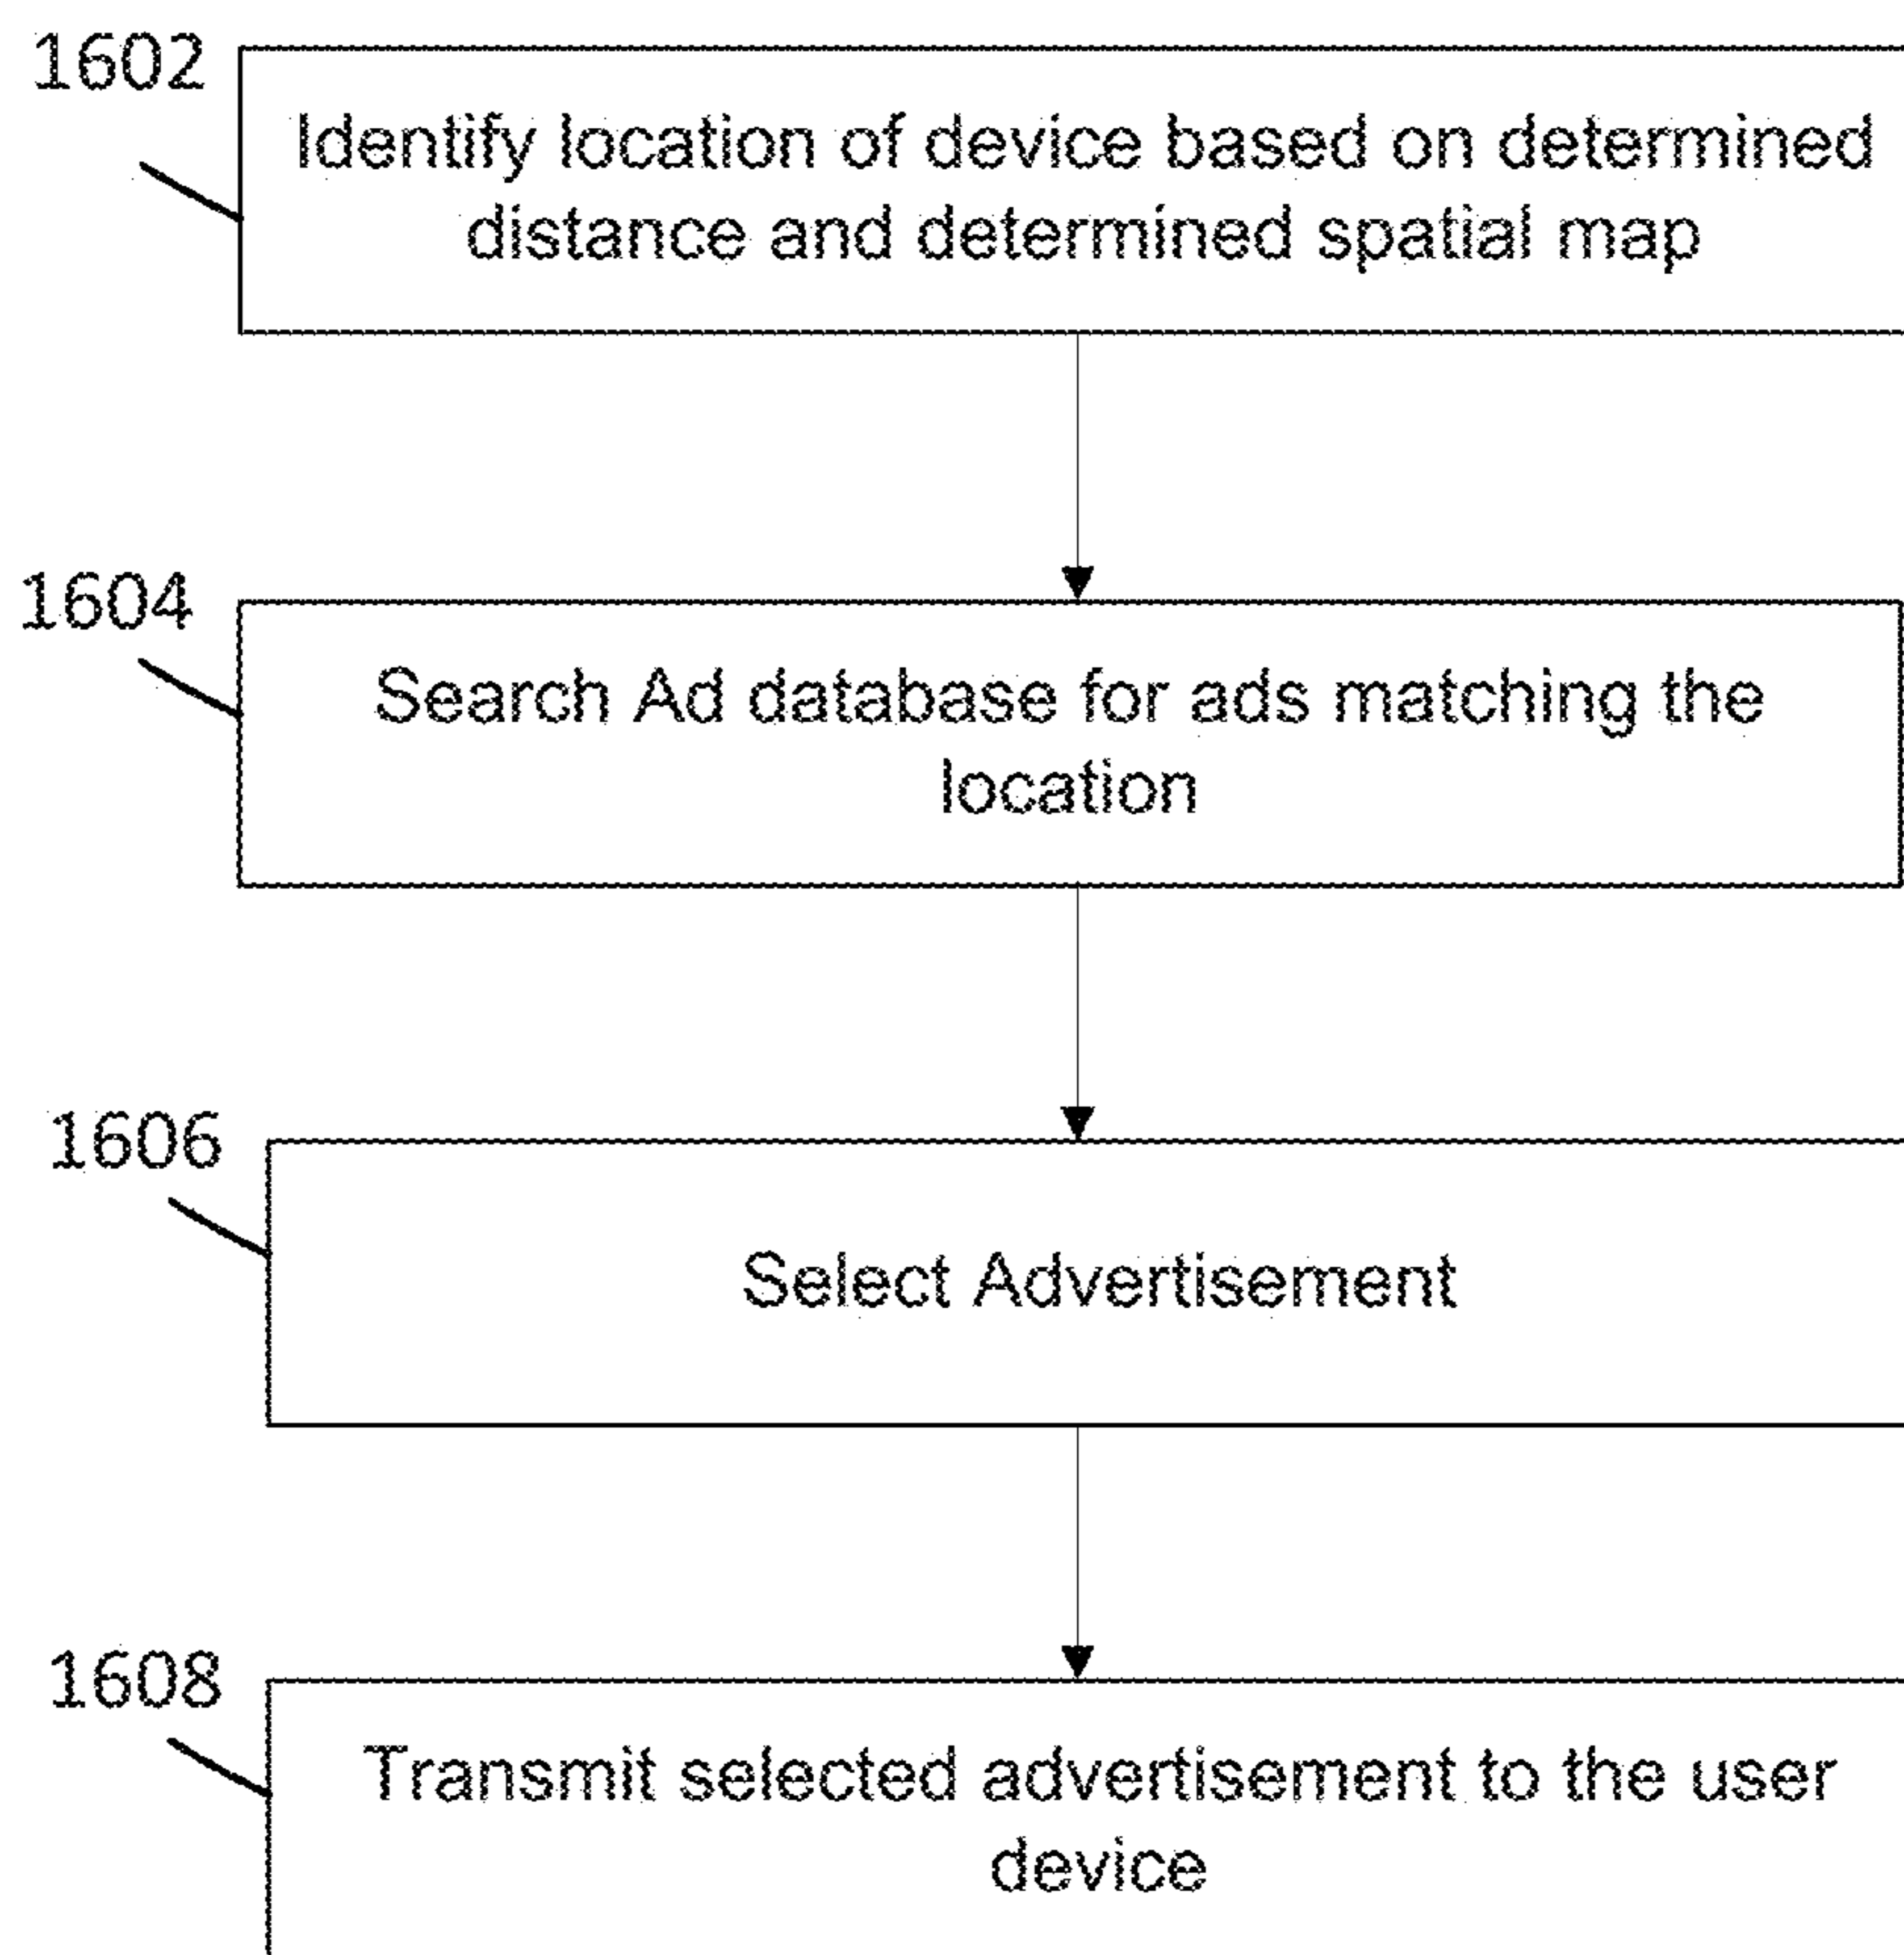 1602
Identify location of device based on determined
distance and determined spatial map
1604
Search Ad database for ads matching the
location
1606
Select Advertisement
1608
Transmit selected advertisement to the user
device